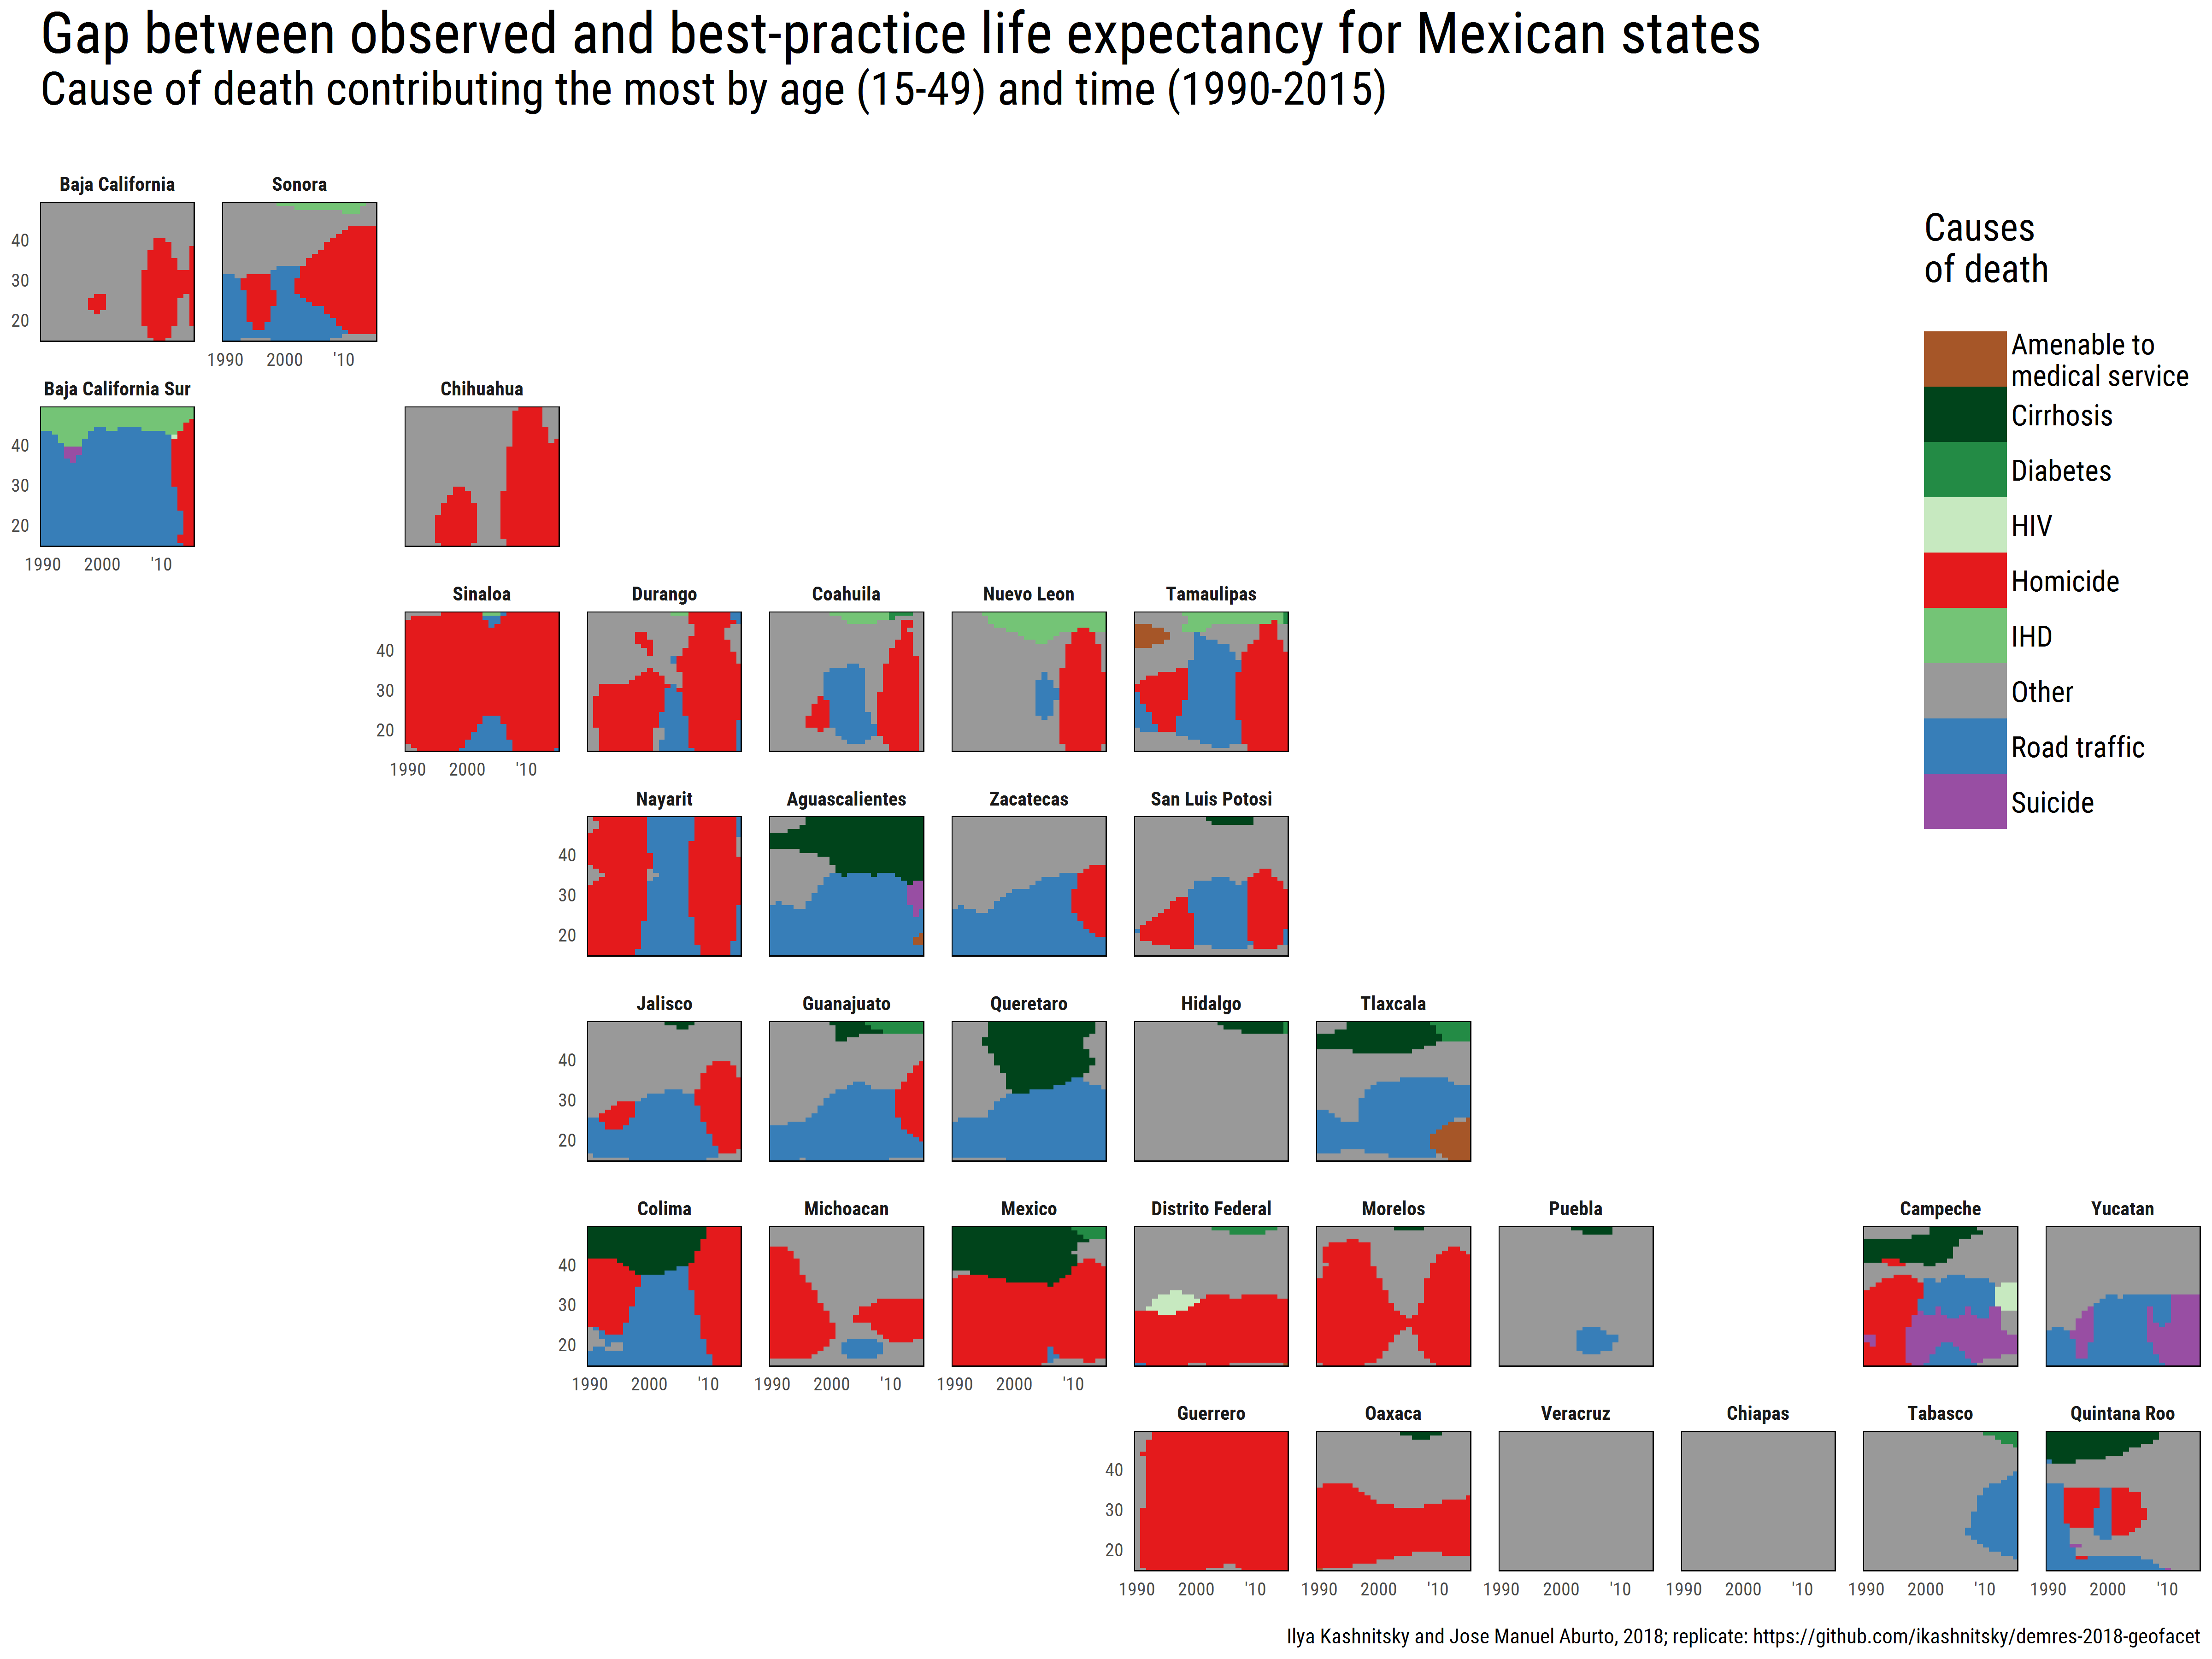 Gap between observed and best-practice life expectancy for Mexican states
Cause of death contributing the most by age (15-49) and time (1990-2015)
Baja California Sonora
40
30
20
1990 2000 '10
Causes
of death
Amenable to
medical service
Cirrhosis
Diabetes
HIV
Homicide
IHD
Other
Road traffic
Suicide
Baja California Sur Chihuahua
40
30
20
1990 2000 '10
Sinaloa Durango Coahuila Nuevo Leon Tamaulipas
40
30
20
1990 2000 '10
Nayarit Aguascalientes Zacatecas San Luis Potosi
40
30
20
Jalisco Guanajuato Queretaro Hidalgo Tlaxcala
40
30
20
Colima Michoacan Mexico Distrito Federal Morelos Puebla Campeche Yucatan
40
30
20
1990 2000 '10 1990 2000 '10 1990 2000 '10
Guerrero Oaxaca Veracruz Chiapas Tabasco Quintana Roo
40
30
20
1990 2000 '10 1990 2000 '10 1990 2000 '10 1990 2000 '10 1990 2000 '10 1990 2000 '10
Ilya Kashnitsky and Jose Manuel Aburto, 2018; replicate: https://github.com/ikashnitsky/demres-2018-geofacet